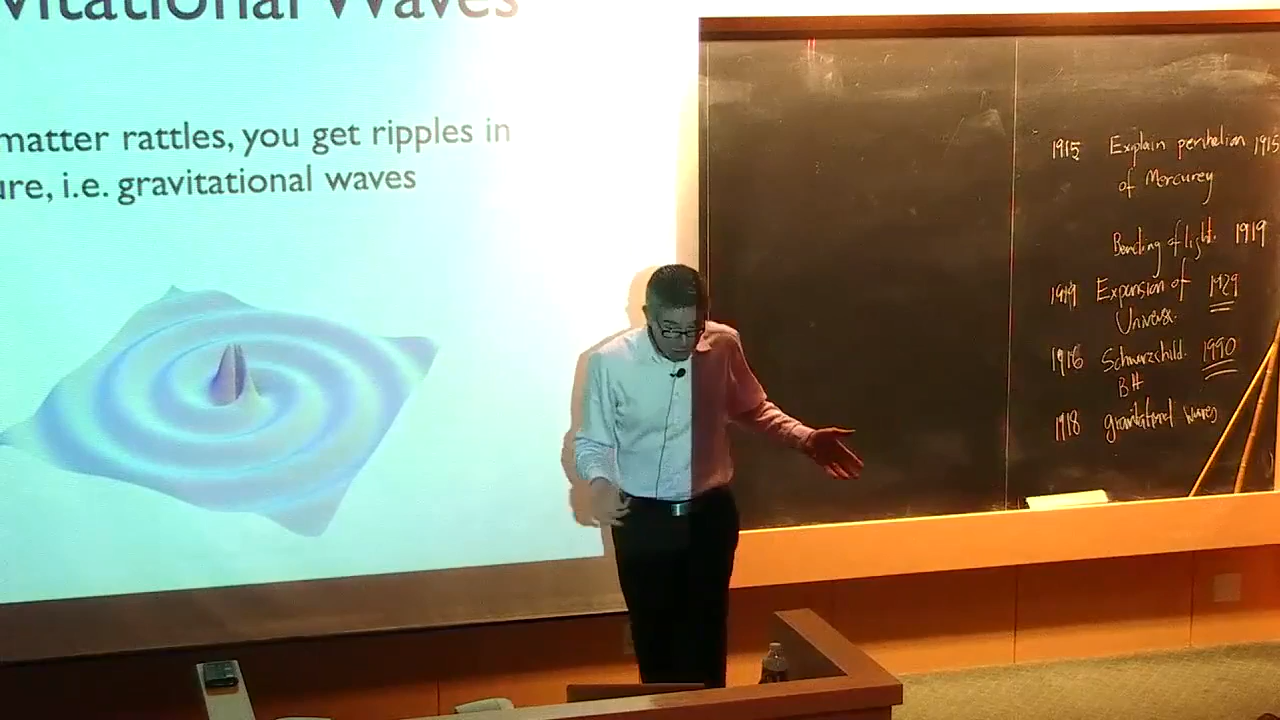 vitational Waves
matter rattles, you get ripples in
ure, i.e. gravitational waves
1915 Explain perihelion 1915
of Mercurey
Bending of light. 1919
1919 Expansion of 1929
Universe.
1916 Schwarzchild. 1990
BH
1918 gravitational waves